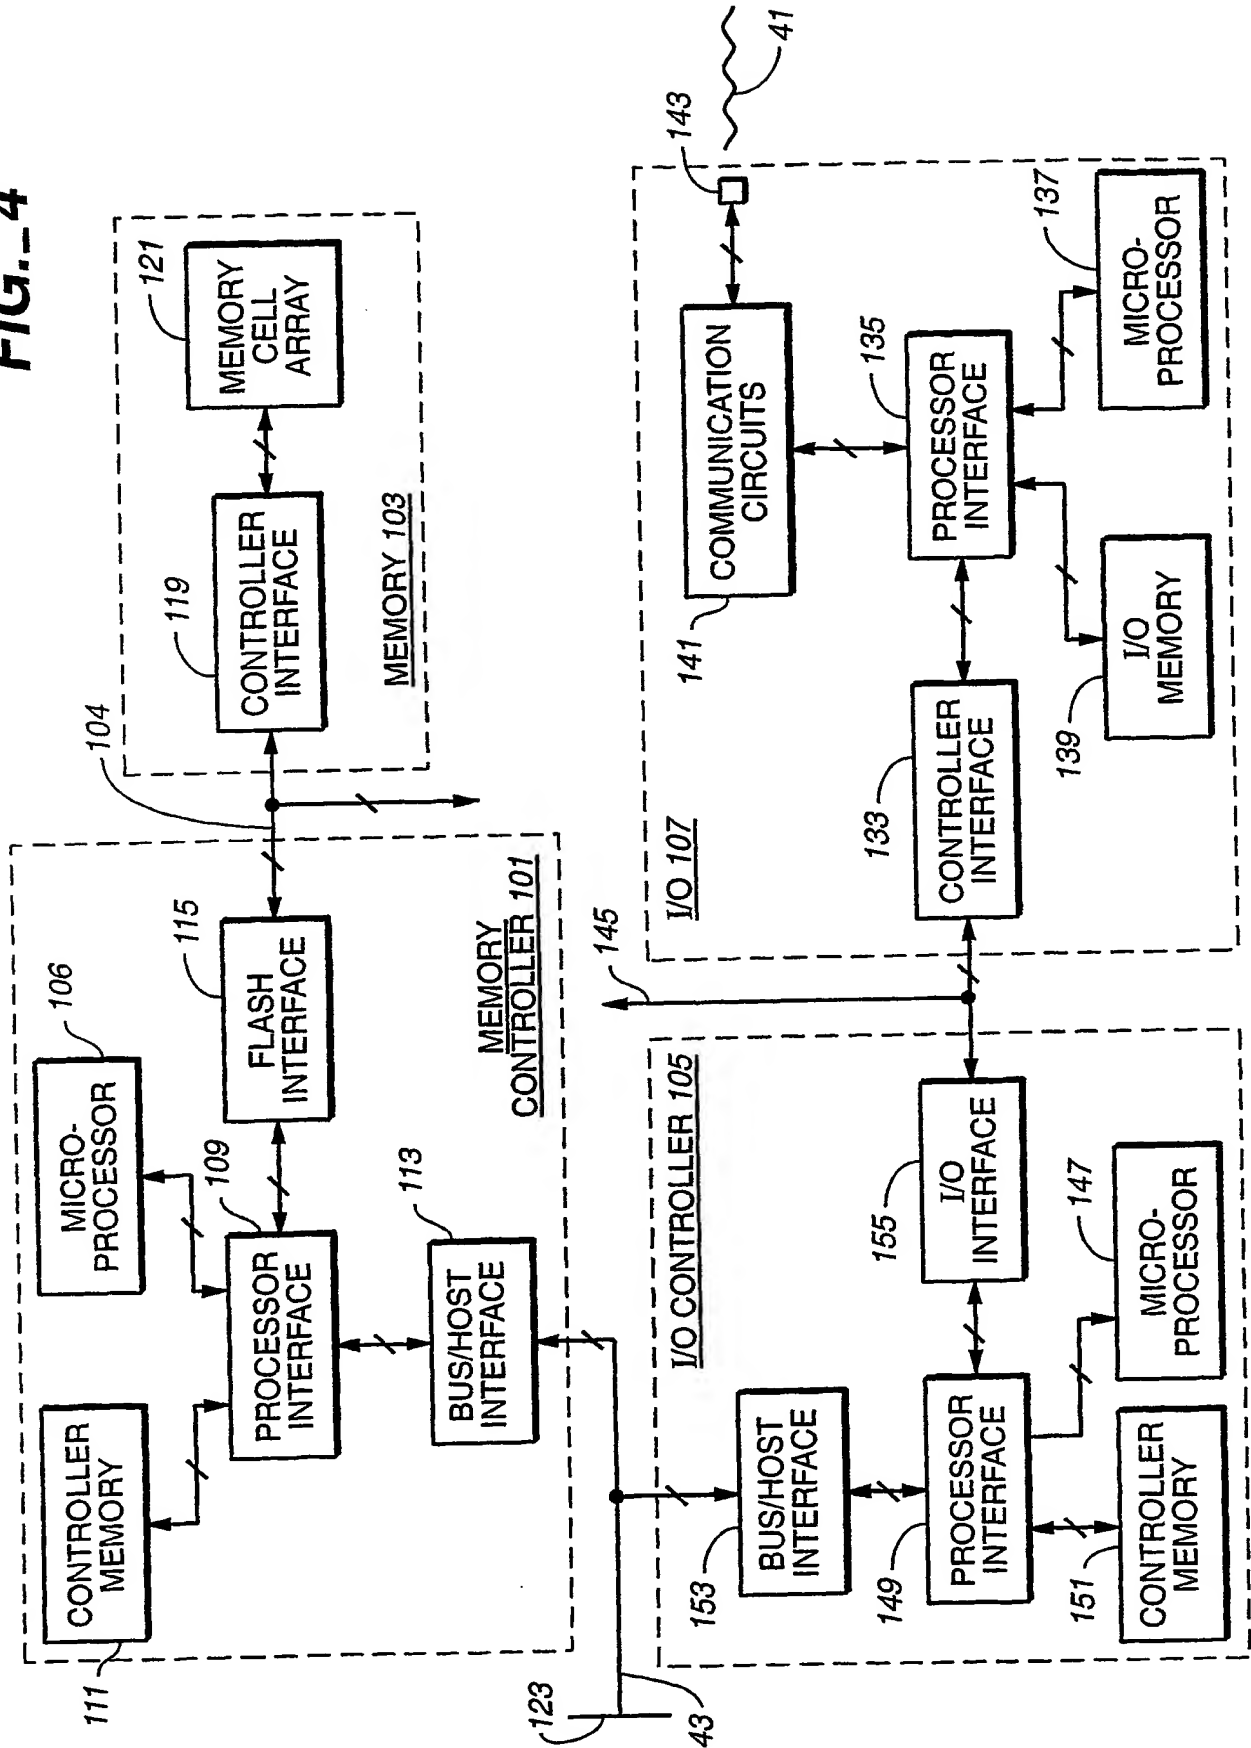 FIG._4
111
CONTROLLER
MEMORY
106
MICRO-
PROCESSOR
109
PROCESSOR
INTERFACE
115
FLASH
INTERFACE
113
BUS/HOST
INTERFACE
MEMORY
CONTROLLER 101
104
119
CONTROLLER
INTERFACE
121
MEMORY
CELL
ARRAY
MEMORY 103
123
43
I/O CONTROLLER 105
153
BUS/HOST
INTERFACE
149
PROCESSOR
INTERFACE
151
CONTROLLER
MEMORY
155
I/O
INTERFACE
147
MICRO-
PROCESSOR
145
I/O 107
133
CONTROLLER
INTERFACE
141
COMMUNICATION
CIRCUITS
135
PROCESSOR
INTERFACE
139
I/O
MEMORY
137
MICRO-
PROCESSOR
143
41